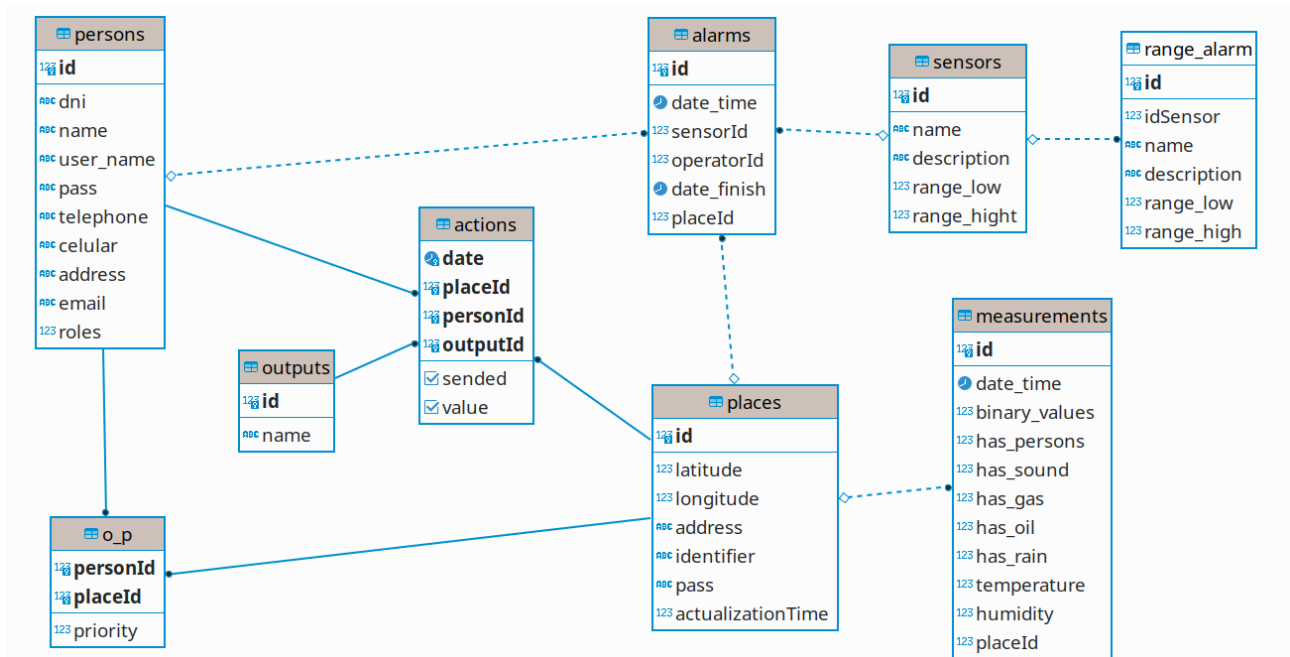 persons
id
dni
name
user_name
pass
telephone
celular
address
email
roles
alarms
id
date_time
sensorId
operatorId
date_finish
placeId
sensors
id
name
description
range_low
range_hight
range_alarm
id
idSensor
name
description
range_low
range_high
actions
date
placeId
personId
outputId
sended
value
outputs
id
name
places
id
latitude
longitude
address
identifier
pass
actualizationTime
measurements
id
date_time
binary_values
has_persons
has_sound
has_gas
has_oil
has_rain
temperature
humidity
placeId
o_p
personId
placeId
priority